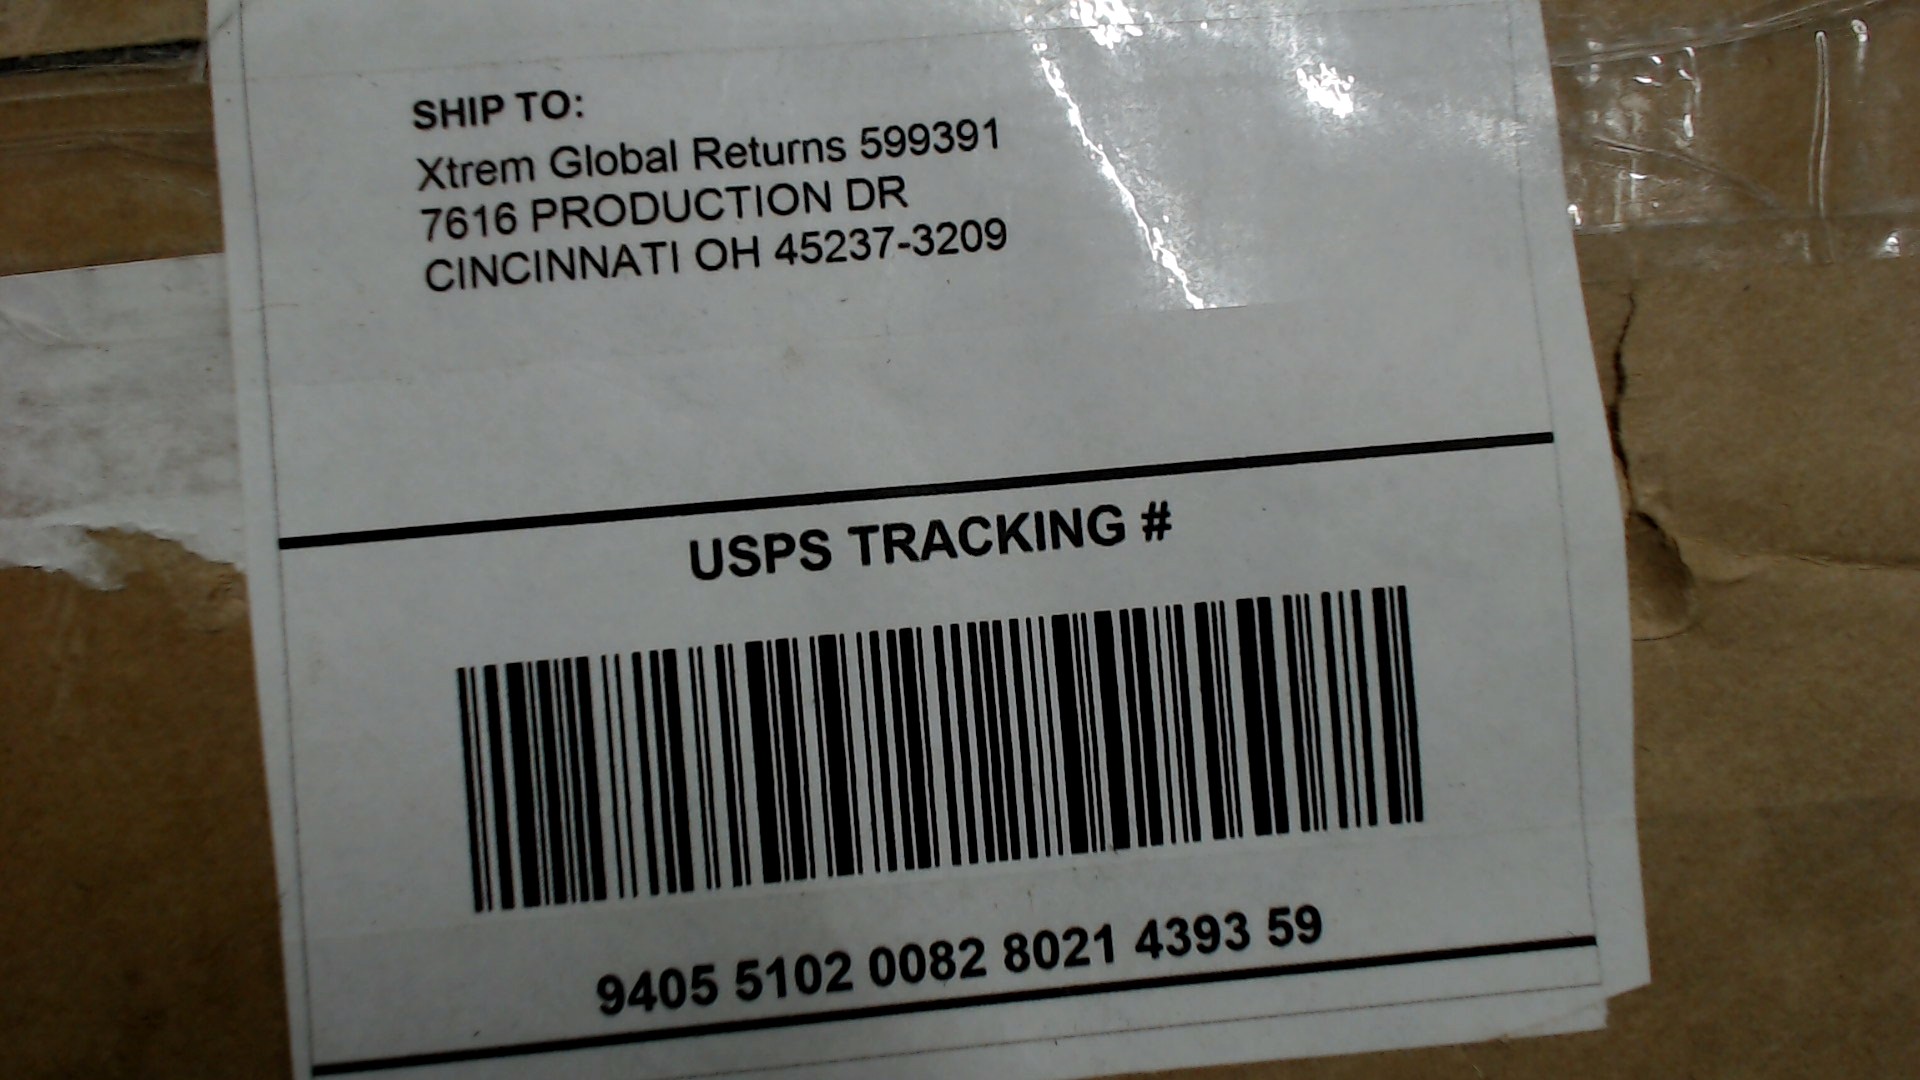 SHIP TO:
Xtrem Global Returns 599391
7616 PRODUCTION DR
CINCINNATI OH 45237-3209
USPS TRACKING #
9405 5102 0082 8021 4393 59